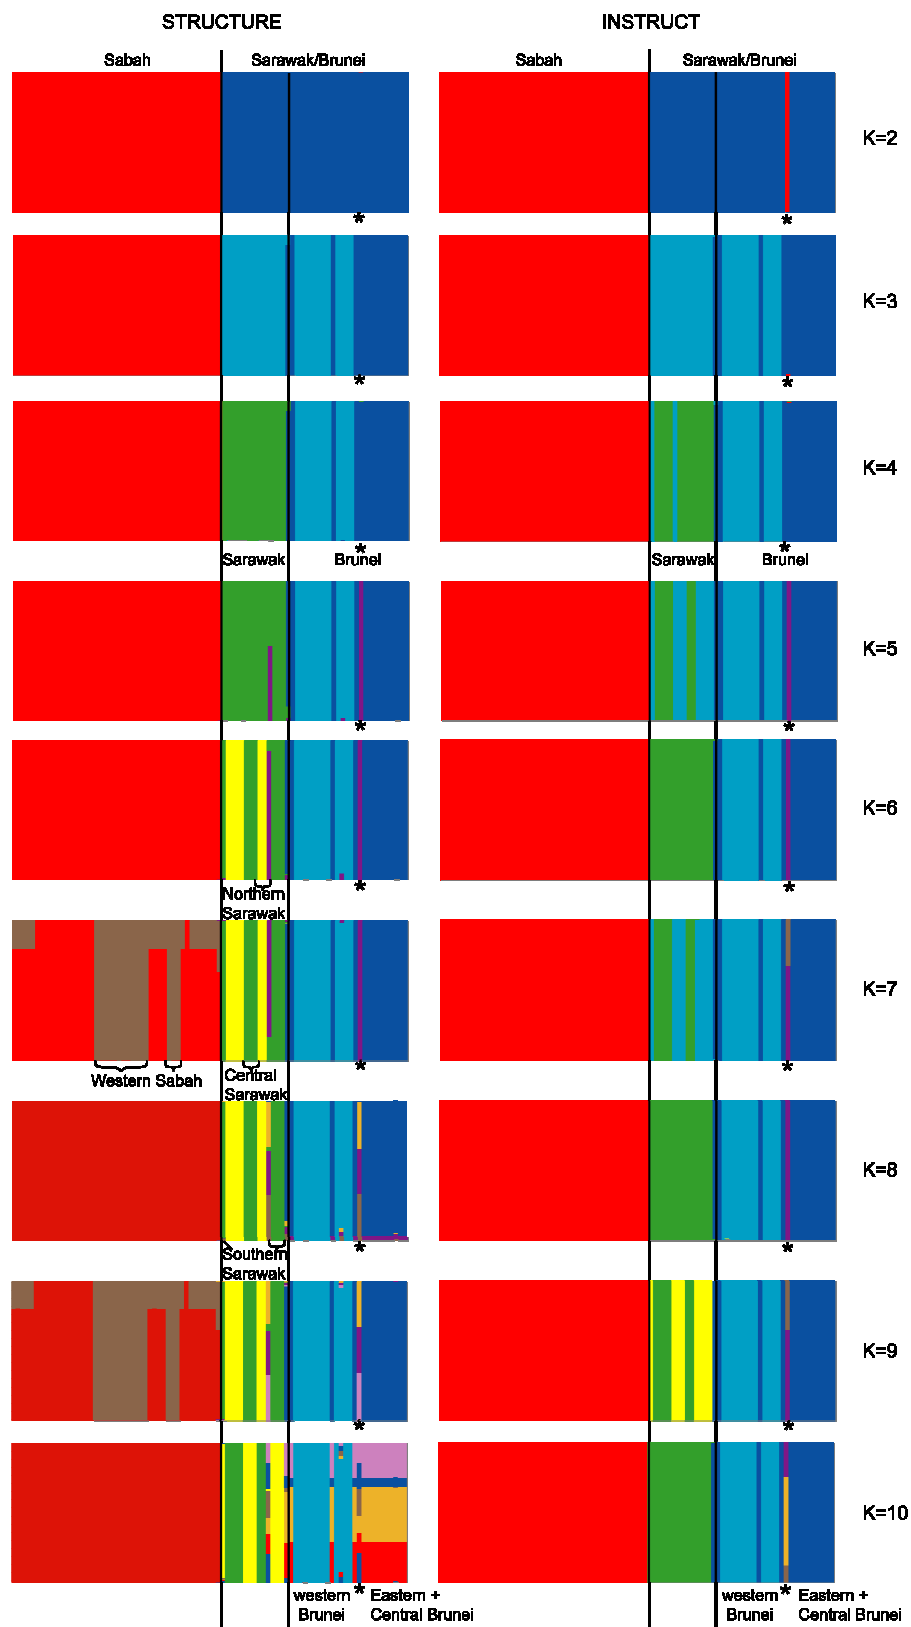 STRUCTURE INSTRUCT
Sabah Sarawak/Brunei Sabah Sarawak/Brunei
K=2
* *
K=3
* *
K=4
* *
Sarawak Brunei Sarawak Brunei
K=5
* *
K=6
* *
Northern
Sarawak
K=7
* *
Western Sabah Central
Sarawak
K=8
* *
Southern
Sarawak
K=9
* *
K=10
* *
western Eastern + western Eastern +
Brunei Central Brunei Brunei Central Brunei